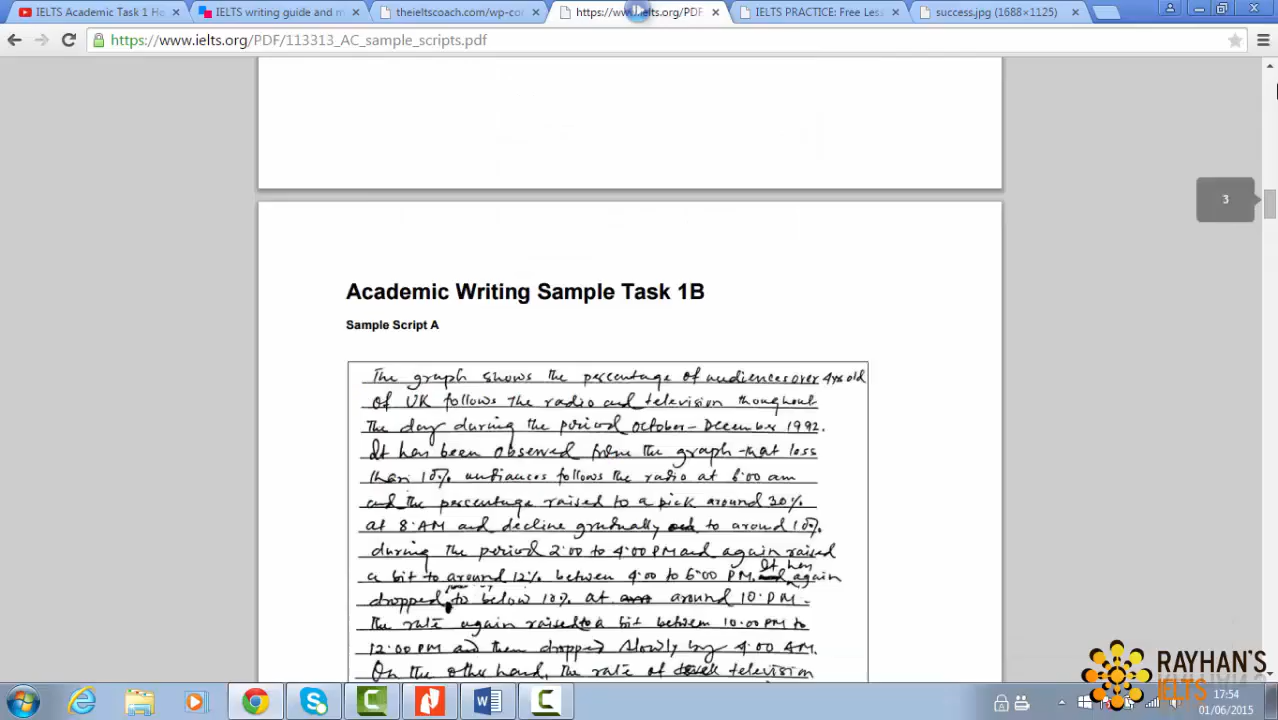 IELTS Academic Task 1 Ho
IELTS writing guide and m
theieltscoach.com/wp-con
https://www.ielts.org/PDF
IELTS PRACTICE: Free Less
success.jpg (1688×1125)
https://www.ielts.org/PDF/113313_AC_sample_scripts.pdf
3
Academic Writing Sample Task 1B
Sample Script A
The graph shows the percentage of audiences over 4yrs old
of UK follows the radio and television thoughout
the day during the period October - December 1992.
It has been observed from the graph that less
than 10% audiances follows the radio at 6:00 am
and the percentage raised to a pick around 30%
at 8:AM and decline gradually to around 10%
during the period 2:00 to 4:00 PM and again raised
a bit to around 12% between 4:00 to 6:00 PM. It has again
dropped to below 10% at around 10.PM.
The rate again raised to a bit between 10.00 PM to
12:00 PM and then dropped slowly by 4:00 AM.
On the other hand, the rate of television
RAYHAN'S
IELTS
17:54
01/06/2015